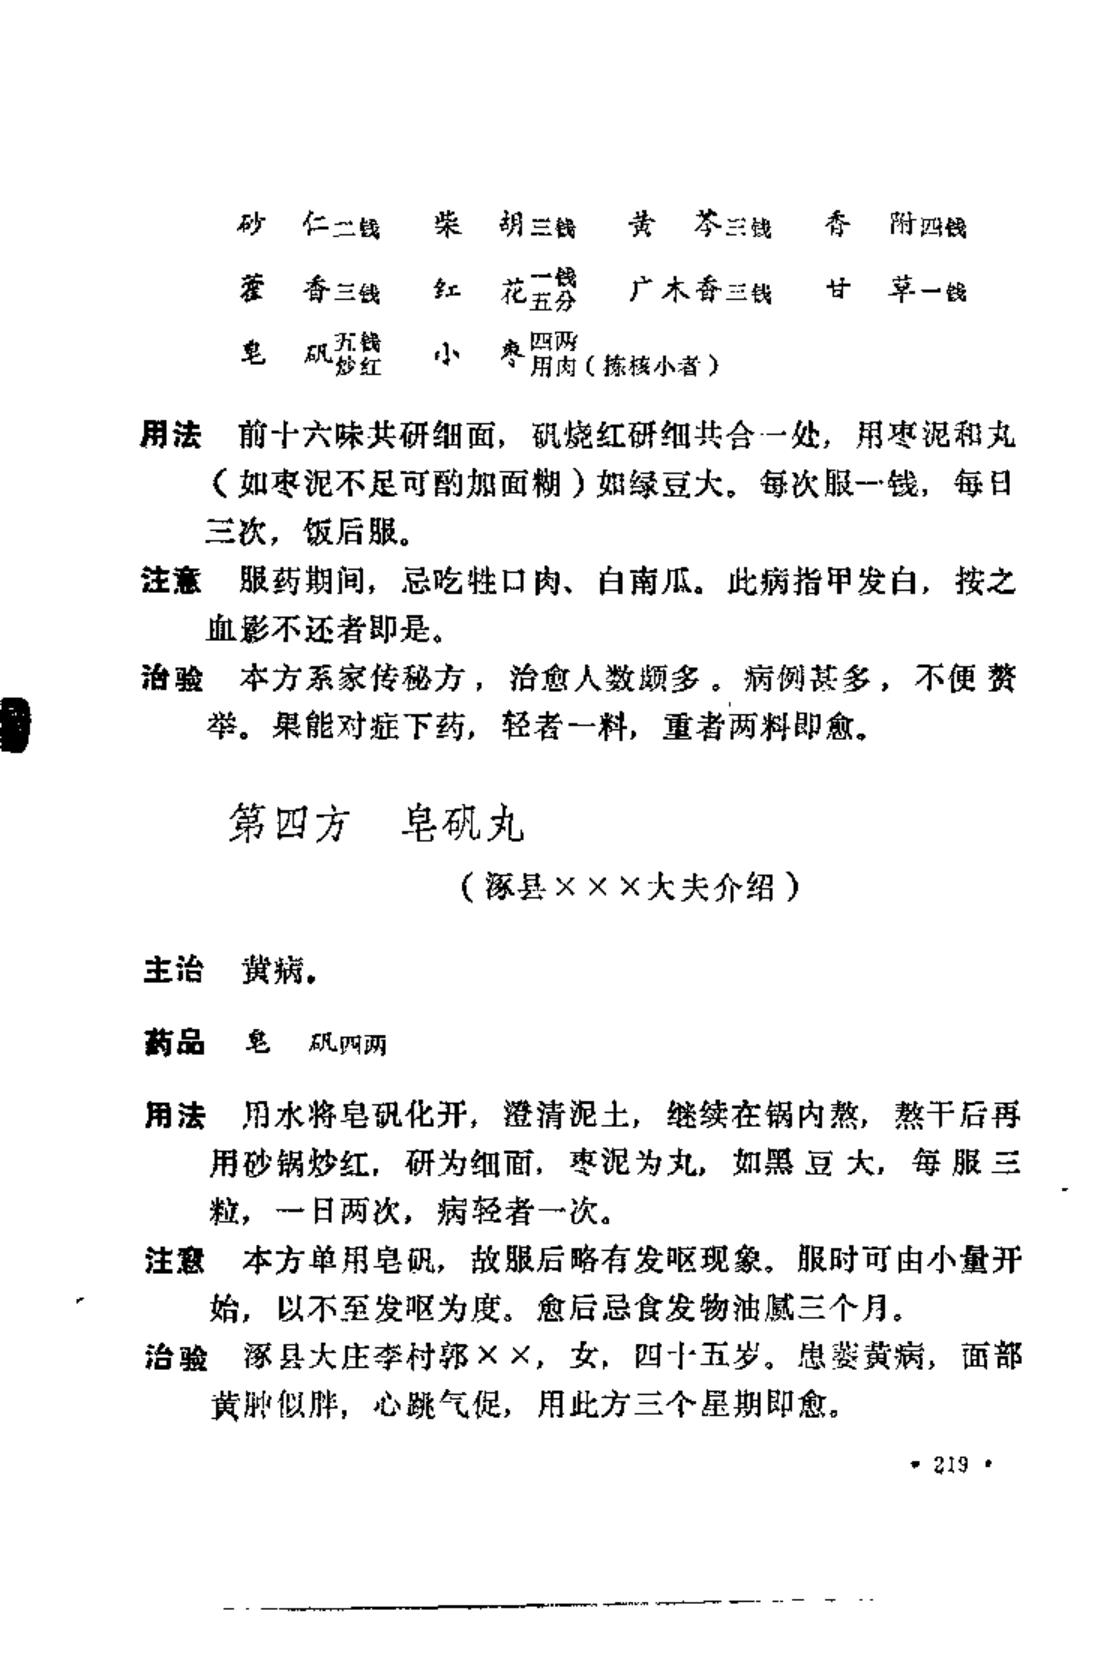 砂　仁二钱　柴　胡三钱　黄　芩三钱　香　附四钱
藿　香三钱　红　花一钱五分　广木香三钱　甘　草一钱
皂　矾五钱炒红　小　枣四两用肉（拣核小者）
用法　前十六味共研细面，矾烧红研细共合一处，用枣泥和丸
（如枣泥不足可酌加面糊）如绿豆大。每次服一钱，每日
三次，饭后服。
注意　服药期间，忌吃牲口肉、白南瓜。此病指甲发白，按之
血影不还者即是。
治验　本方系家传秘方，治愈人数颇多。病例甚多，不便赘
举。果能对症下药，轻者一料，重者两料即愈。
第四方　皂矾丸
（涿县×××大夫介绍）
主治　黄病。
药品　皂　矾四两
用法　用水将皂矾化开，澄清泥土，继续在锅内熬，熬干后再
用砂锅炒红，研为细面，枣泥为丸，如黑豆大，每服三
粒，一日两次，病轻者一次。
注意　本方单用皂矾，故服后略有发呕现象。服时可由小量开
始，以不至发呕为度。愈后忌食发物油腻三个月。
治验　涿县大庄李村郭××，女，四十五岁。患萎黄病，面部
黄肿似胖，心跳气促，用此方三个星期即愈。
• 219 •